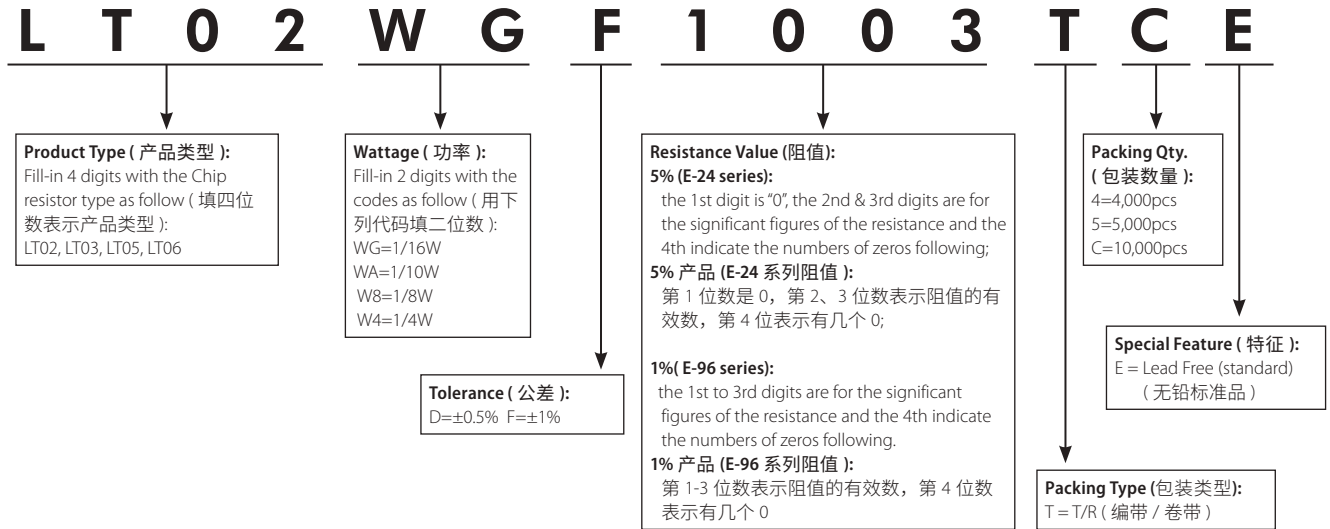 L T 0 2 W G F 1 0 0 3 T C E
Product Type ( 产品类型 ):
Fill-in 4 digits with the Chip
resistor type as follow ( 填四位
数表示产品类型 ):
LT02, LT03, LT05, LT06
Wattage ( 功率 ):
Fill-in 2 digits with the
codes as follow ( 用下
列代码填二位数 ):
WG=1/16W
WA=1/10W
W8=1/8W
W4=1/4W
Tolerance ( 公差 ):
D=±0.5% F=±1%
Resistance Value (阻值):
5% (E-24 series):
the 1st digit is “0”, the 2nd & 3rd digits are for
the significant figures of the resistance and the
4th indicate the numbers of zeros following;
5% 产品 (E-24 系列阻值 ):
第 1 位数是 0，第 2、3 位数表示阻值的有
效数，第 4 位表示有几个 0;
1%( E-96 series):
the 1st to 3rd digits are for the significant
figures of the resistance and the 4th indicate
the numbers of zeros following.
1% 产品 (E-96 系列阻值 ):
第 1-3 位数表示阻值的有效数，第 4 位数
表示有几个 0
Packing Type (包装类型):
T = T/R ( 编带 / 卷带 )
Packing Qty.
( 包装数量 ):
4=4,000pcs
5=5,000pcs
C=10,000pcs
Special Feature ( 特征 ):
E = Lead Free (standard)
( 无铅标准品 )